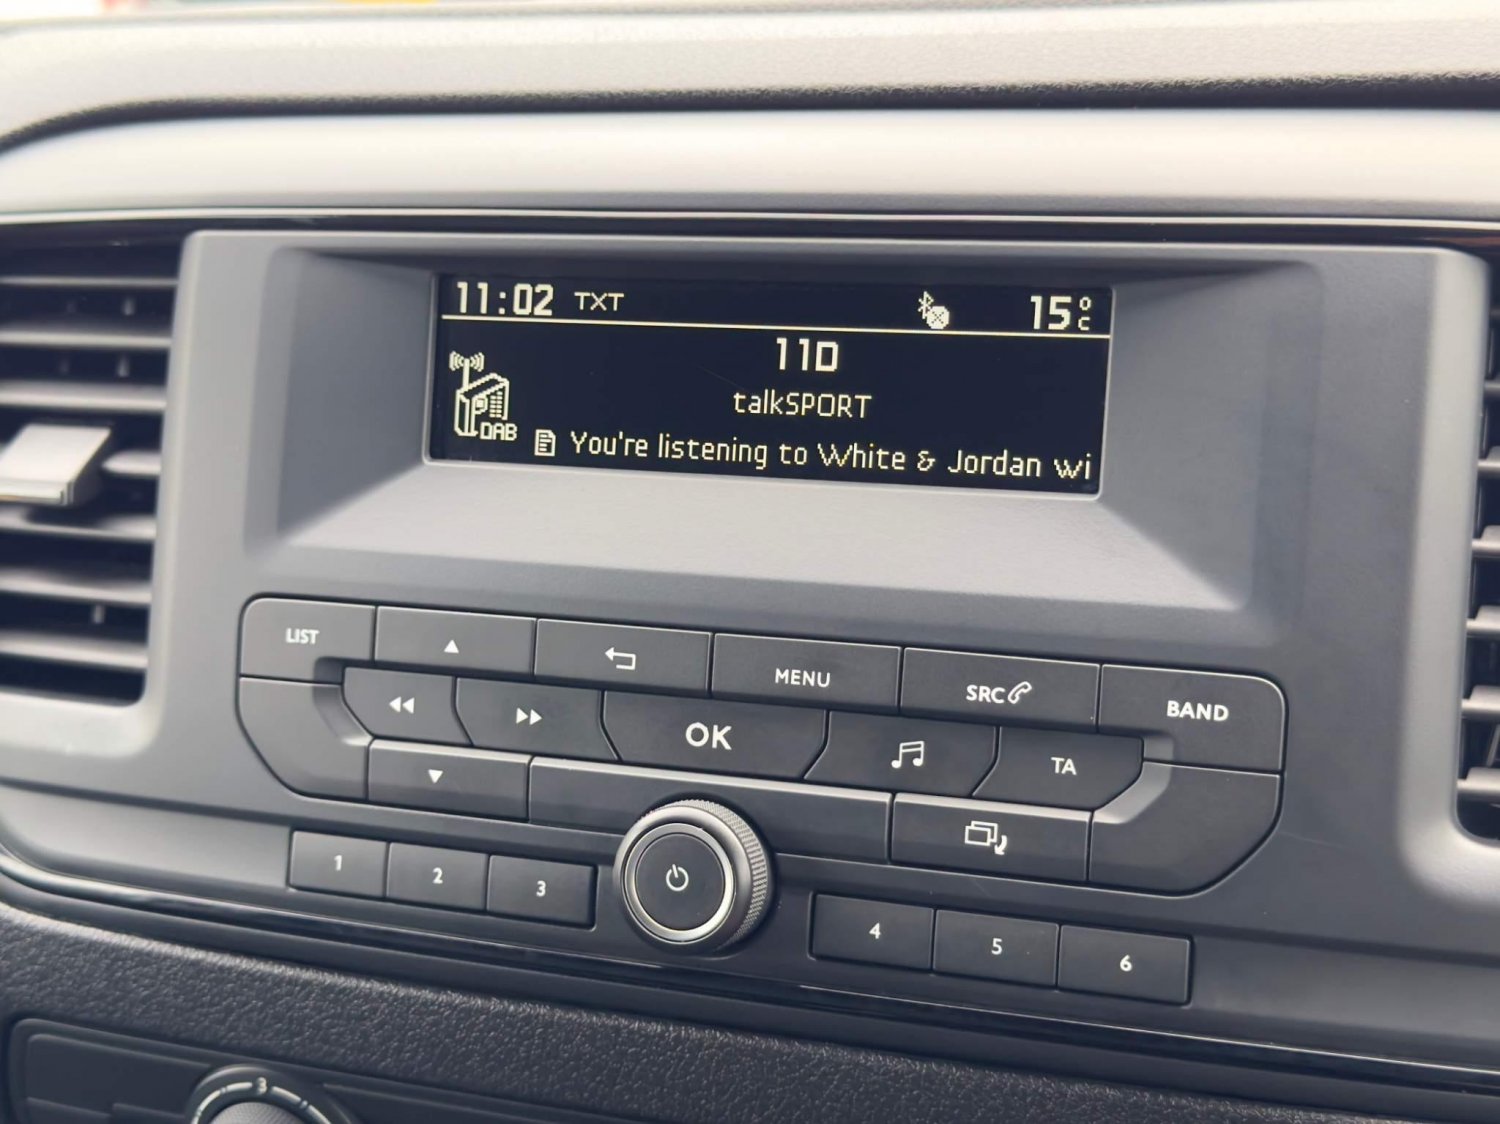 11:02 TXT 15°C
11D
talkSPORT
DAB
You're listening to White & Jordan wi
LIST
MENU
SRC
BAND
OK
TA
1 2 3
4 5 6
3